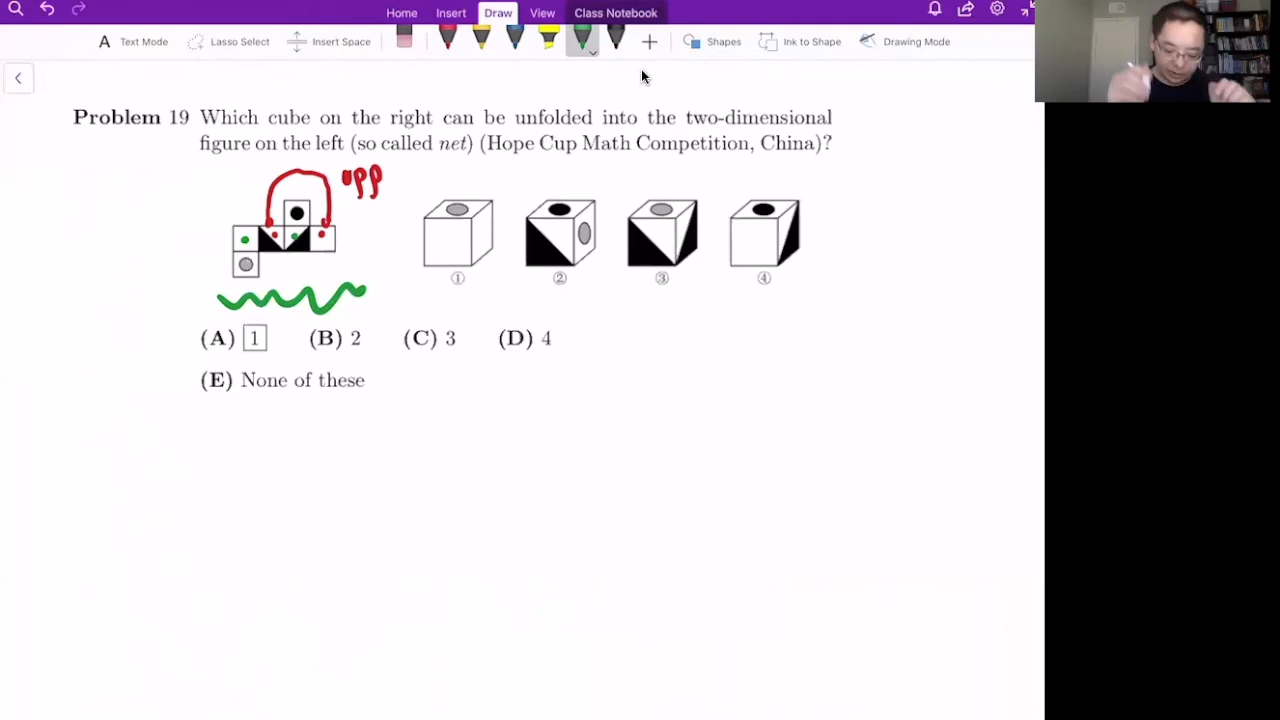 Home Insert Draw View Class Notebook
A Text Mode Lasso Select Insert Space Shapes Ink to Shape Drawing Mode
Problem 19 Which cube on the right can be unfolded into the two-dimensional
figure on the left (so called net) (Hope Cup Math Competition, China)?
opp
① ② ③ ④
(A) 1 (B) 2 (C) 3 (D) 4
(E) None of these